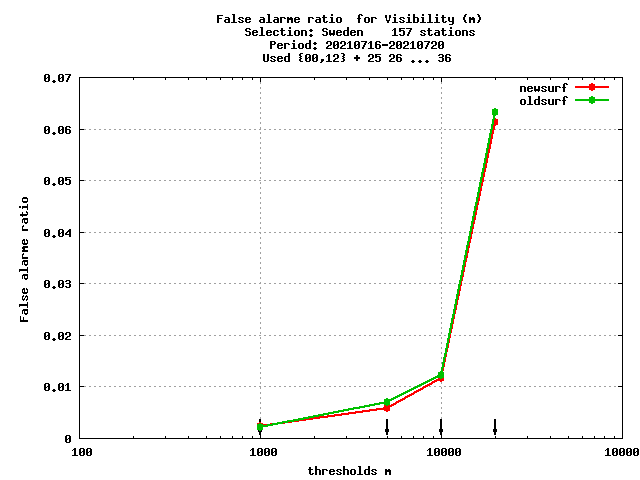 False alarme ratio  for Visibility (m)
Selection: Sweden    157 stations
Period: 20210716-20210720
Used {00,12} + 25 26 ... 36
0.07
newsurf
oldsurf
0.06
0.05
0.04
False alarme ratio
0.03
0.02
0.01
0
100
1000
10000
10000
thresholds m